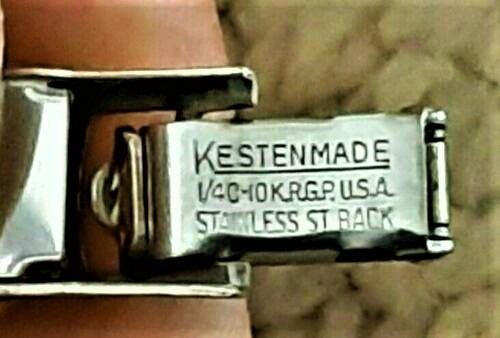 KESTENMADE
1/40-10 K.R.G.P. U.S.A.
STAINLESS ST BACK